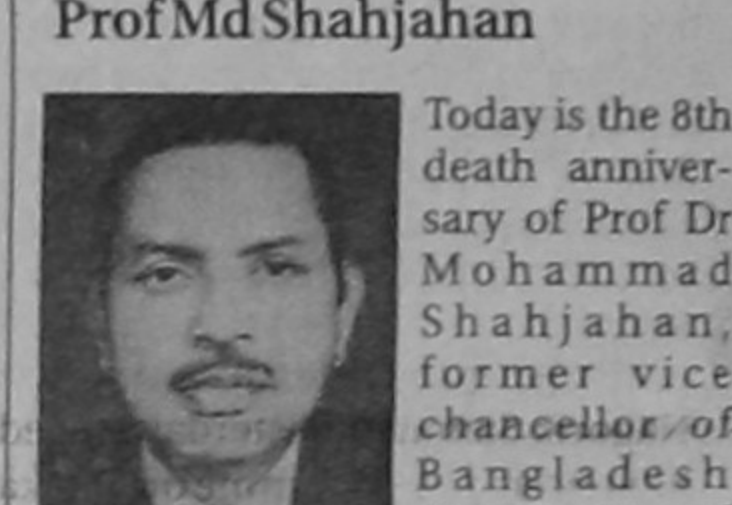 Prof Md Shahjahan
Today is the 8th
death anniver-
sary of Prof Dr
Mohammad
Shahjahan,
former vice
chancellor of
Bangladesh